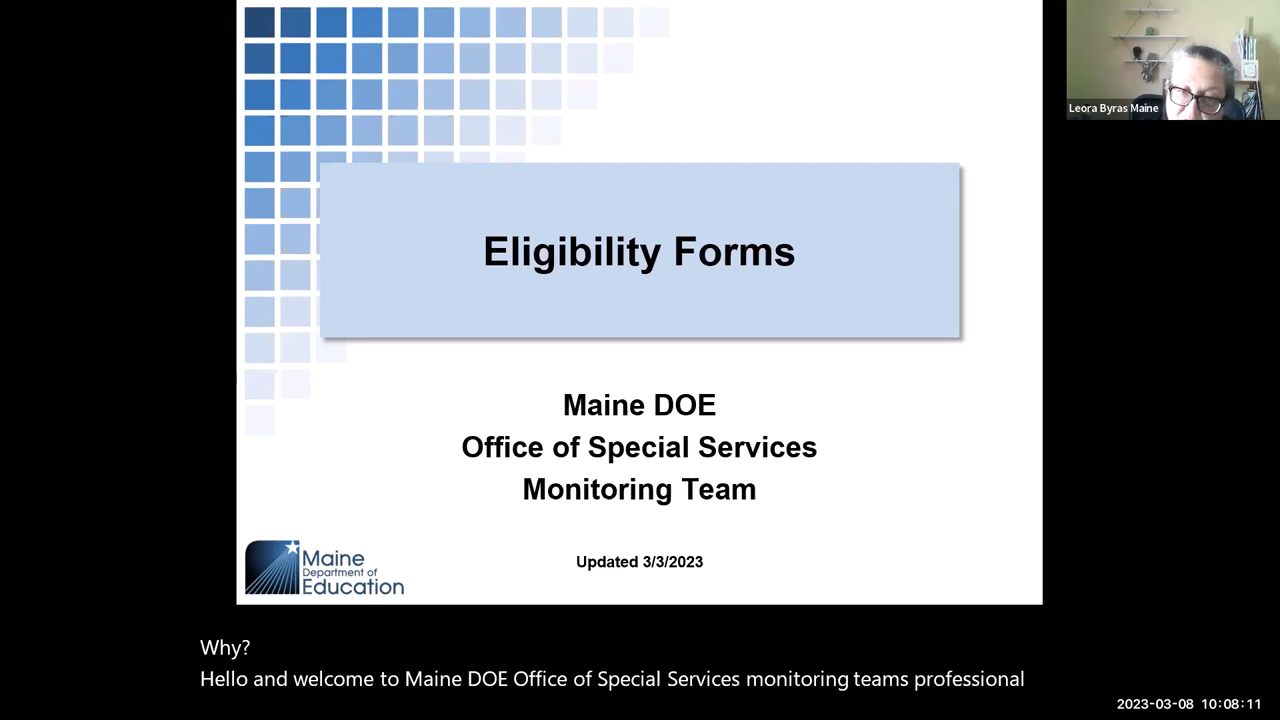 Leora Byras Maine
Eligibility Forms
Maine DOE
Office of Special Services
Monitoring Team
Updated 3/3/2023
Maine
Department of
Education
Why?
Hello and welcome to Maine DOE Office of Special Services monitoring teams professional
2023-03-08 10:08:11